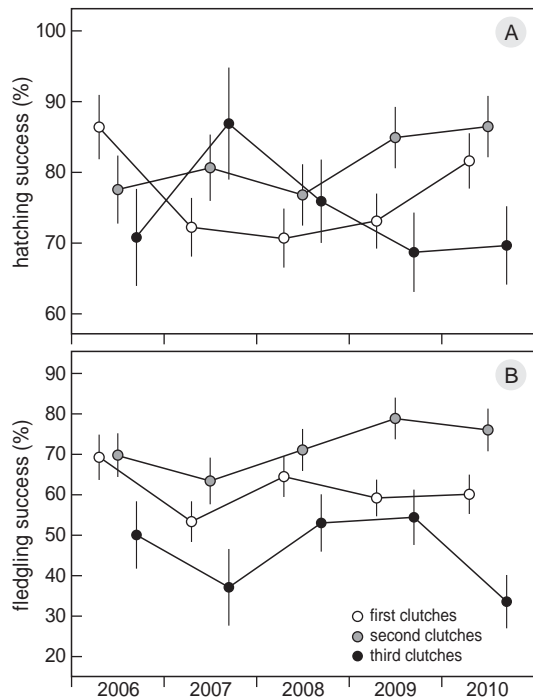 A
hatching success (%)
100
90
80
70
60
B
fledgling success (%)
90
80
70
60
50
40
30
20
first clutches
second clutches
third clutches
2006 2007 2008 2009 2010